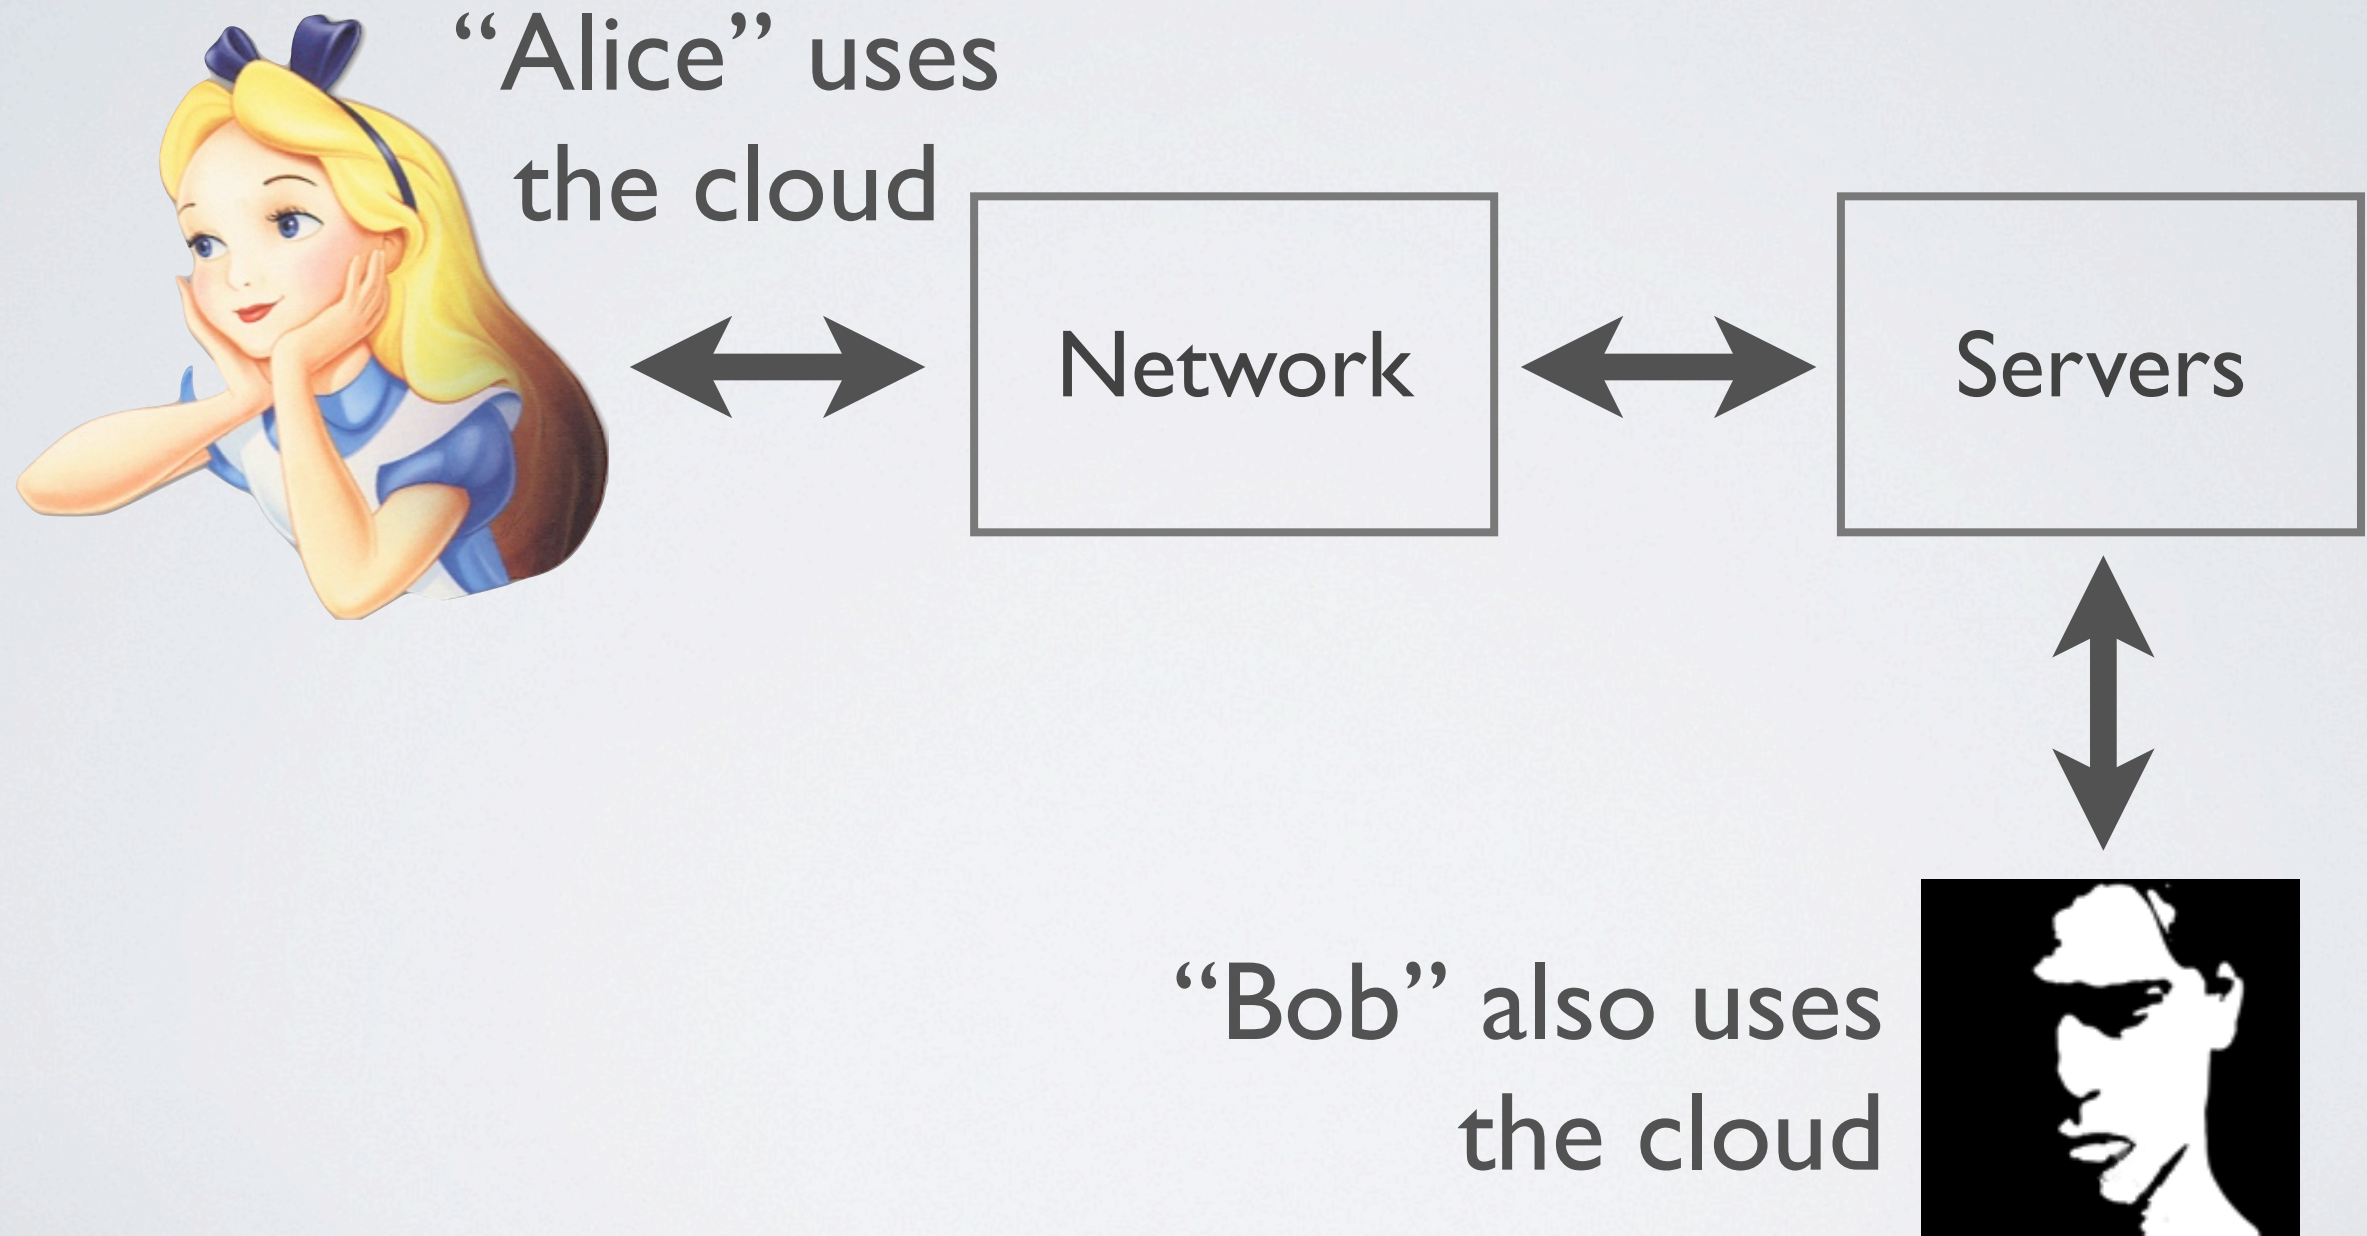 “Alice” uses
the cloud
Network
Servers
“Bob” also uses
the cloud